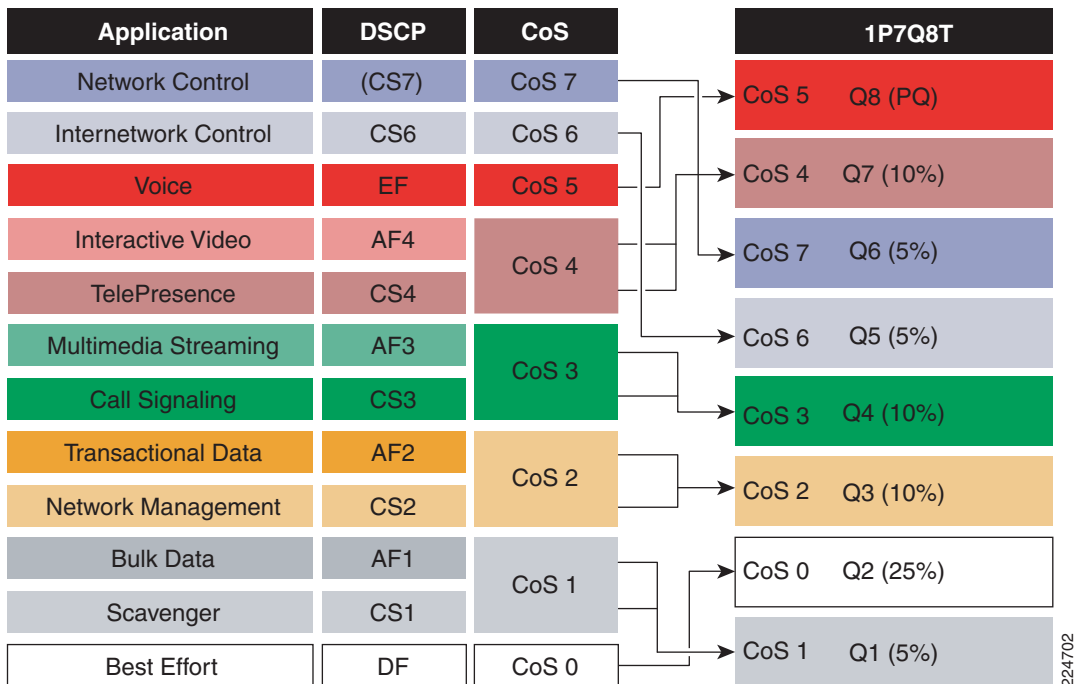 Application DSCP CoS 1P7Q8T
Network Control (CS7) CoS 7
Internetwork Control CS6 CoS 6
Voice EF CoS 5
Interactive Video AF4
CoS 4
TelePresence CS4
Multimedia Streaming AF3
CoS 3
Call Signaling CS3
Transactional Data AF2
CoS 2
Network Management CS2
Bulk Data AF1
CoS 1
Scavenger CS1
Best Effort DF CoS 0
CoS 5 Q8 (PQ)
CoS 4 Q7 (10%)
CoS 7 Q6 (5%)
CoS 6 Q5 (5%)
CoS 3 Q4 (10%)
CoS 2 Q3 (10%)
CoS 0 Q2 (25%)
CoS 1 Q1 (5%)
224702